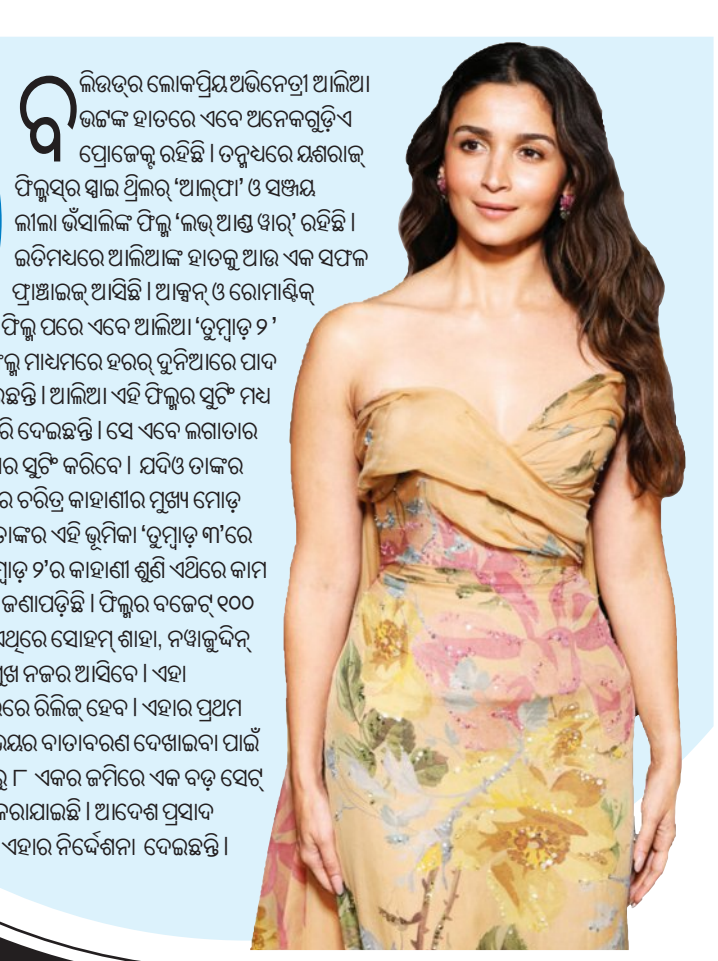 ବଲିଉଡ୍‌ର ଲୋକପ୍ରିୟ ଅଭିନେତ୍ରୀ ଆଲିଆ
ଭଟ୍ଟଙ୍କ ହାତରେ ଏବେ ଅନେକଗୁଡ଼ିଏ
ପ୍ରୋଜେକ୍ଟ ରହିଛି । ତନ୍ମଧ୍ୟରେ ୟଶରାଜ୍
ଫିଲ୍ମସ୍‌ର ସ୍ପାଇ ଥ୍ରିଲର୍ ‘ଆଲ୍‌ଫା’ ଓ ସଞ୍ଜୟ
ଲୀଲା ଭଁସାଲିଙ୍କ ଫିଲ୍ମ ‘ଲଭ୍ ଆଣ୍ଡ ୱାର୍’ ରହିଛି ।
ଇତିମଧ୍ୟରେ ଆଲିଆଙ୍କ ହାତକୁ ଆଉ ଏକ ସଫଳ
ଫ୍ରାଞ୍ଚାଇଜ୍ ଆସିଛି । ଆକ୍ସନ୍ ଓ ରୋମାଣ୍ଟିକ୍
ଫିଲ୍ମ ପରେ ଏବେ ଆଲିଆ ‘ତୁମ୍ବାଡ଼ ୨ ’
ମାଧ୍ୟମରେ ହରର୍ ଦୁନିଆରେ ପାଦ
ଆଲିଆ ଏହି ଫିଲ୍ମର ସୁଟିଂ ମଧ୍ୟ
ଦେଇଛନ୍ତି । ସେ ଏବେ ଲଗାତାର
ସୁଟିଂ କରିବେ । ଯଦିଓ ତାଙ୍କର
ଚରିତ୍ର କାହାଣୀର ମୁଖ୍ୟ ମୋଡ଼
ତାଙ୍କର ଏହି ଭୂମିକା ‘ତୁମ୍ବାଡ଼ ୩’ରେ
୨’ର କାହାଣୀ ଶୁଣି ଏଥିରେ କାମ
ଜଣାପଡ଼ିଛି । ଫିଲ୍ମର ବଜେଟ୍ ୧୦୦
ଏଥିରେ ସୋହମ୍ ଶାହା, ନୱାଜୁଦ୍ଦିନ୍
ନଜର ଆସିବେ । ଏହା
ରିଲିଜ୍ ହେବ । ଏହାର ପ୍ରଥମ
ବାତାବରଣ ଦେଖାଇବା ପାଇଁ
୮ ଏକର ଜମିରେ ଏକ ବଡ଼ ସେଟ୍
କରାଯାଇଛି । ଆଦେଶ ପ୍ରସାଦ
ଏହାର ନିର୍ଦ୍ଦେଶନା ଦେଇଛନ୍ତି ।